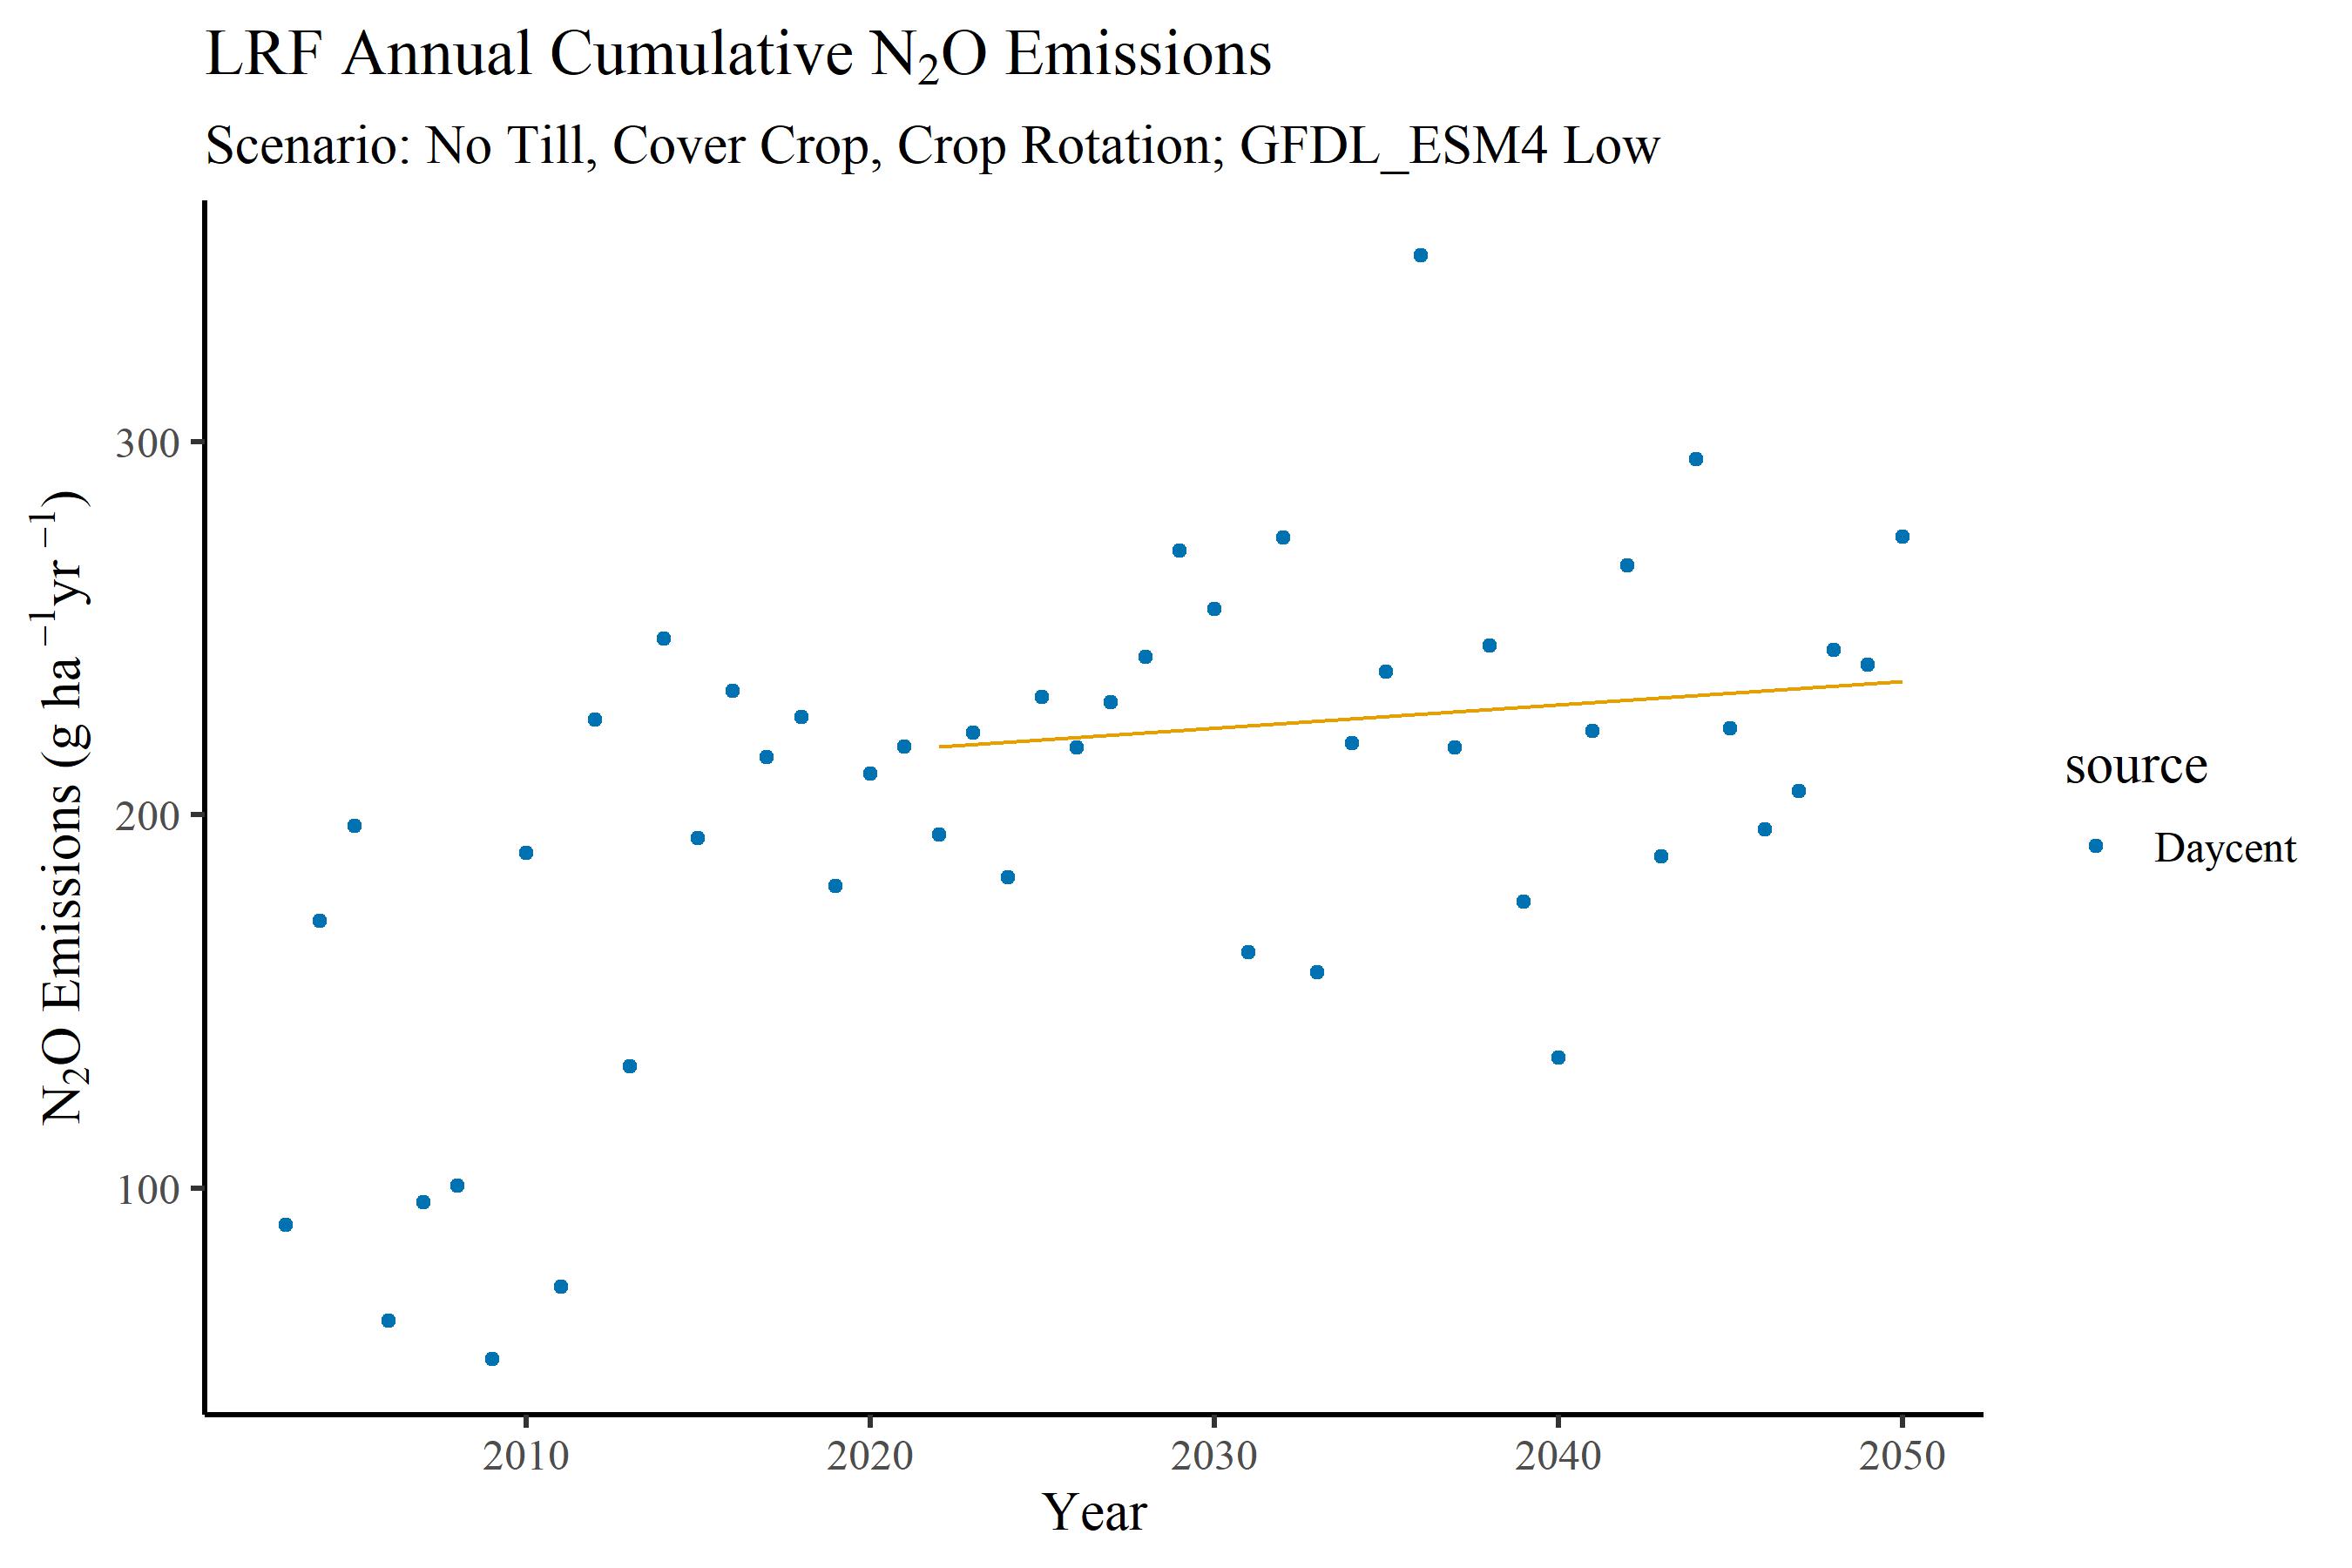 LRF Annual Cumulative N₂O Emissions
Scenario: No Till, Cover Crop, Crop Rotation; GFDL_ESM4 Low
N₂O Emissions (g ha ⁻¹yr ⁻¹)
300
200
100
2010
2020
2030
2040
2050
Year
source
Daycent